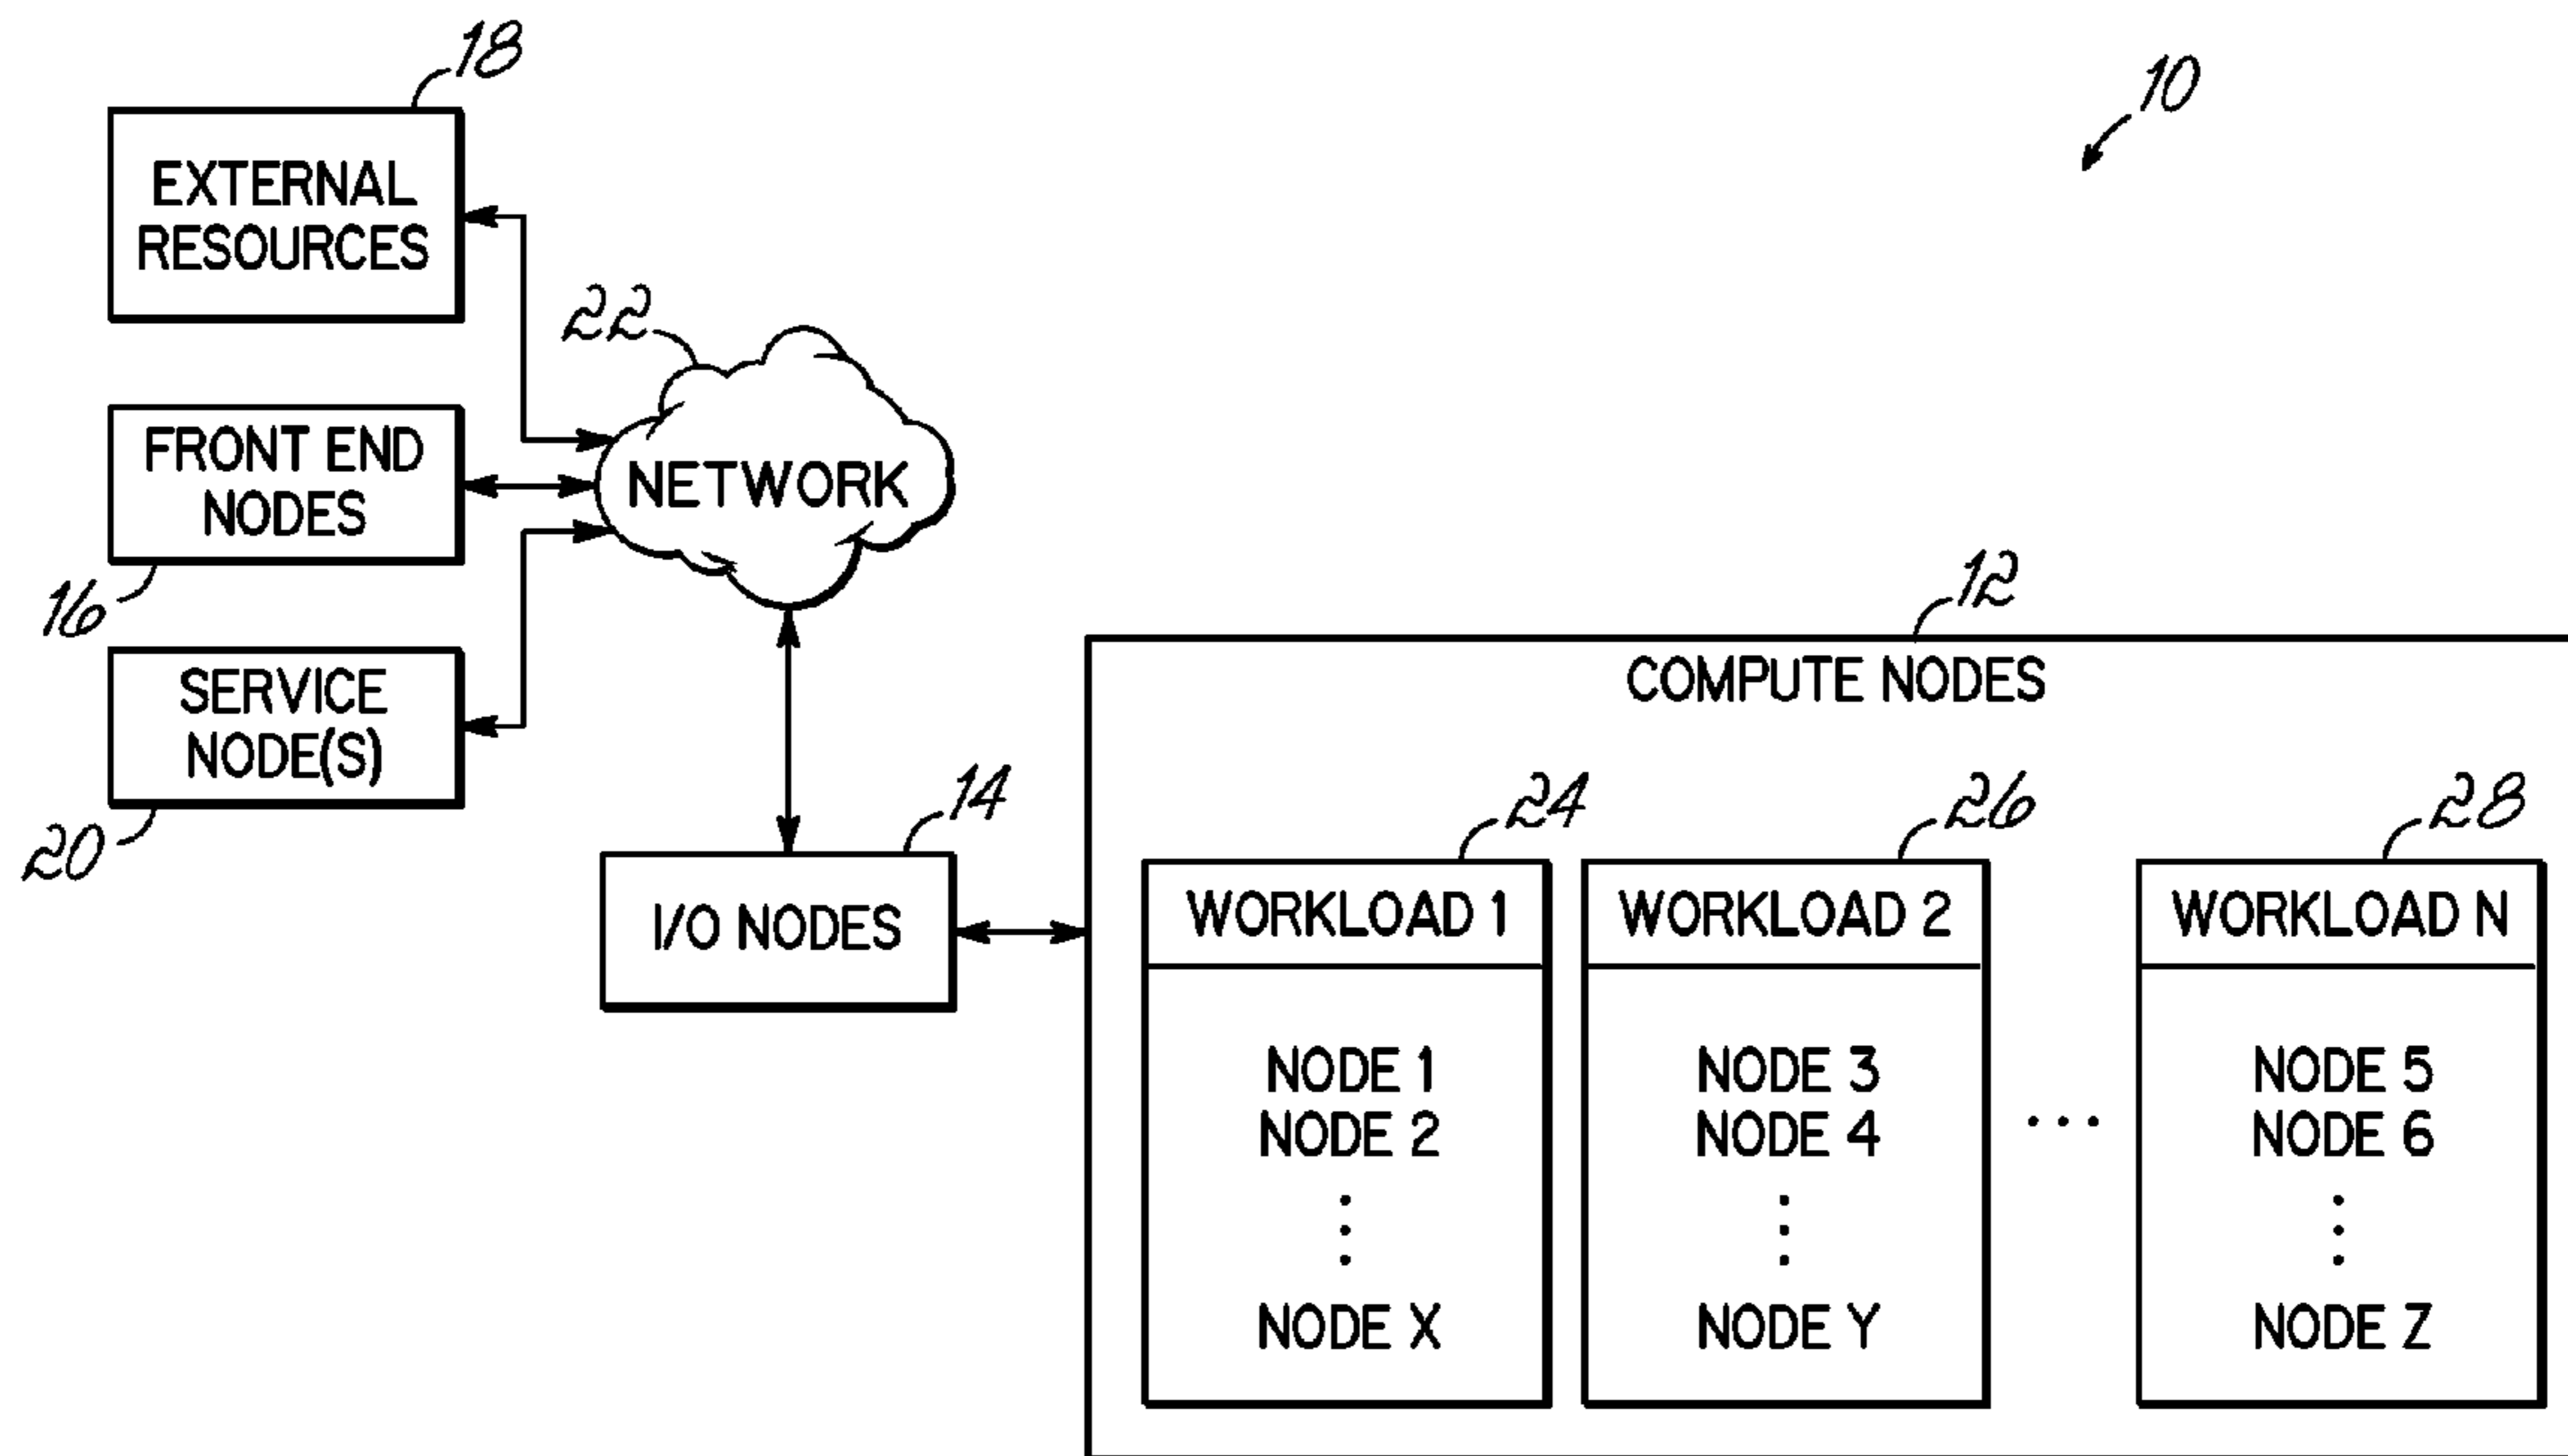 18
10
EXTERNAL
RESOURCES
22
FRONT END
NODES
NETWORK
16
12
SERVICE
NODE(S)
COMPUTE NODES
20
14
24
26
28
I/O NODES
WORKLOAD 1
NODE 1
NODE 2
NODE X
WORKLOAD 2
NODE 3
NODE 4
NODE Y
...
WORKLOAD N
NODE 5
NODE 6
NODE Z